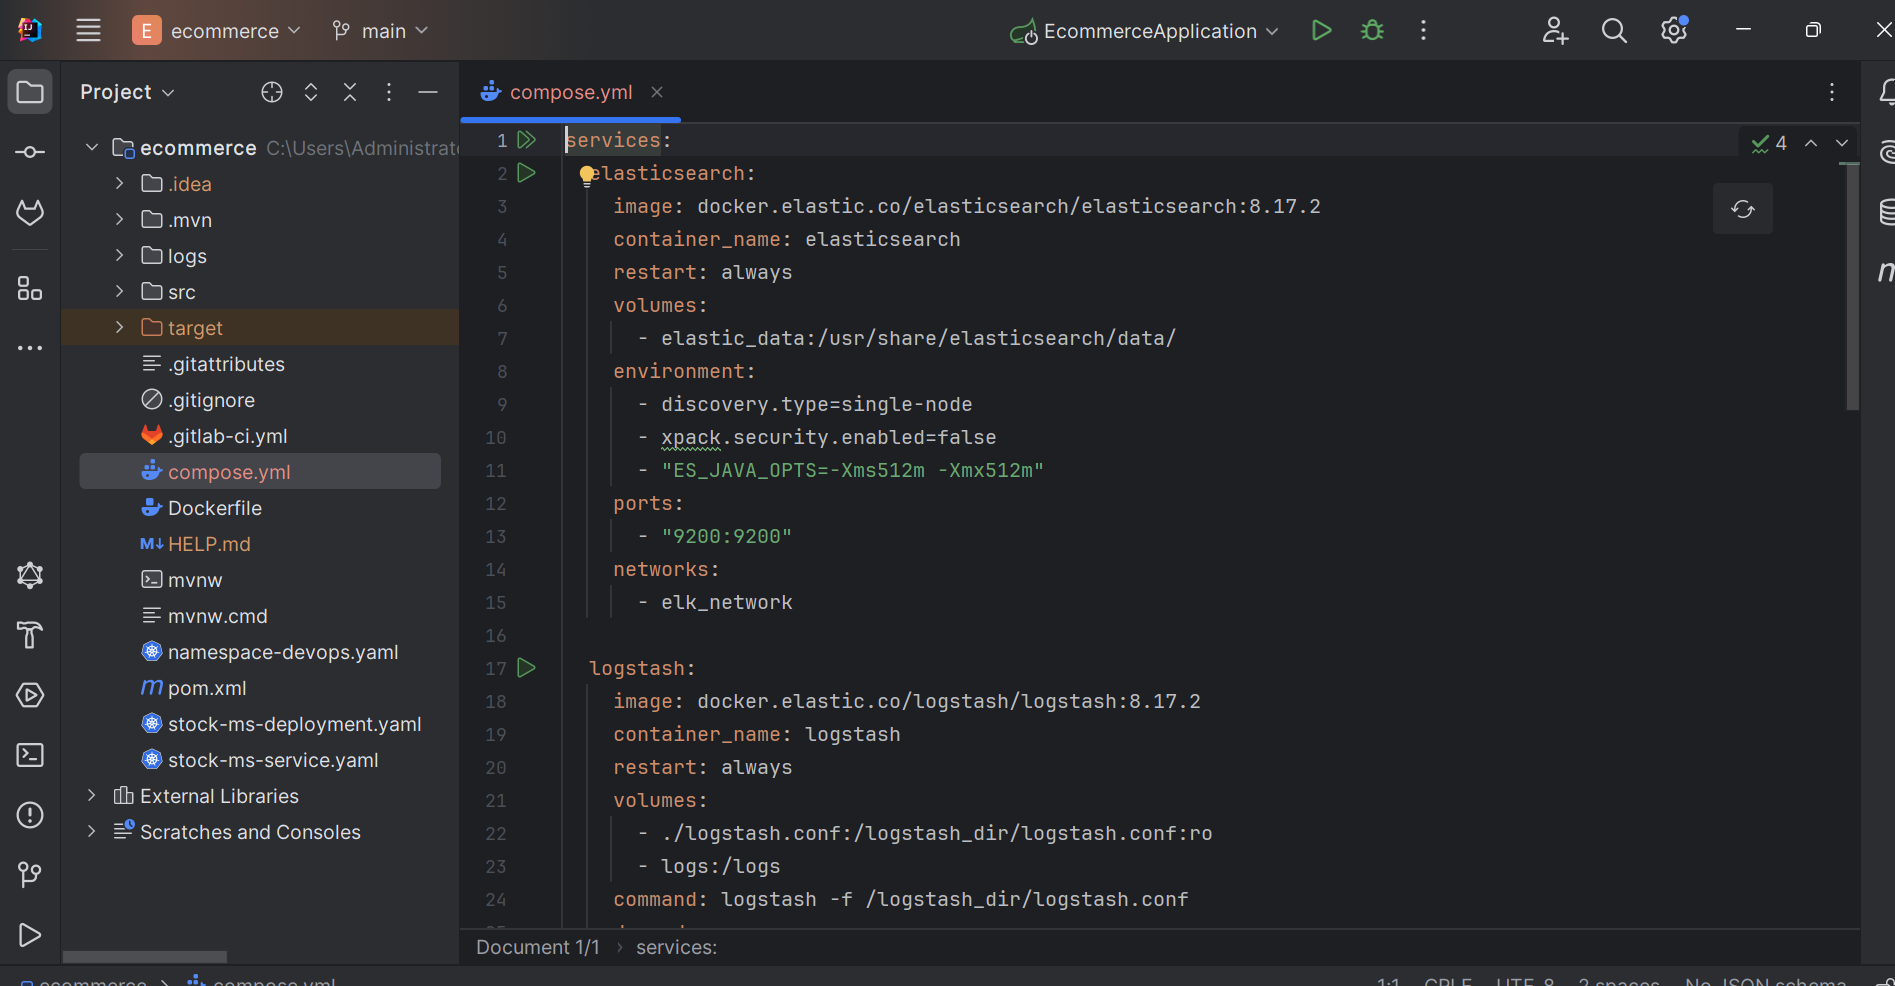 E ecommerce main EcommerceApplication
Project
compose.yml
ecommerce C:\Users\Administrat
.idea
.mvn
logs
src
target
.gitattributes
.gitignore
.gitlab-ci.yml
compose.yml
Dockerfile
M↓ HELP.md
mvnw
mvnw.cmd
namespace-devops.yaml
m pom.xml
stock-ms-deployment.yaml
stock-ms-service.yaml
External Libraries
Scratches and Consoles
4
1 services:
2 elasticsearch:
3 image: docker.elastic.co/elasticsearch/elasticsearch:8.17.2
4 container_name: elasticsearch
5 restart: always
6 volumes:
7 - elastic_data:/usr/share/elasticsearch/data/
8 environment:
9 - discovery.type=single-node
10 - xpack.security.enabled=false
11 - "ES_JAVA_OPTS=-Xms512m -Xmx512m"
12 ports:
13 - "9200:9200"
14 networks:
15 - elk_network
16
17 logstash:
18 image: docker.elastic.co/logstash/logstash:8.17.2
19 container_name: logstash
20 restart: always
21 volumes:
22 - ./logstash.conf:/logstash_dir/logstash.conf:ro
23 - logs:/logs
24 command: logstash -f /logstash_dir/logstash.conf
Document 1/1 › services:
ecommerce › compose.yml 1:1 CRLF UTF-8 2 spaces No JSON schema